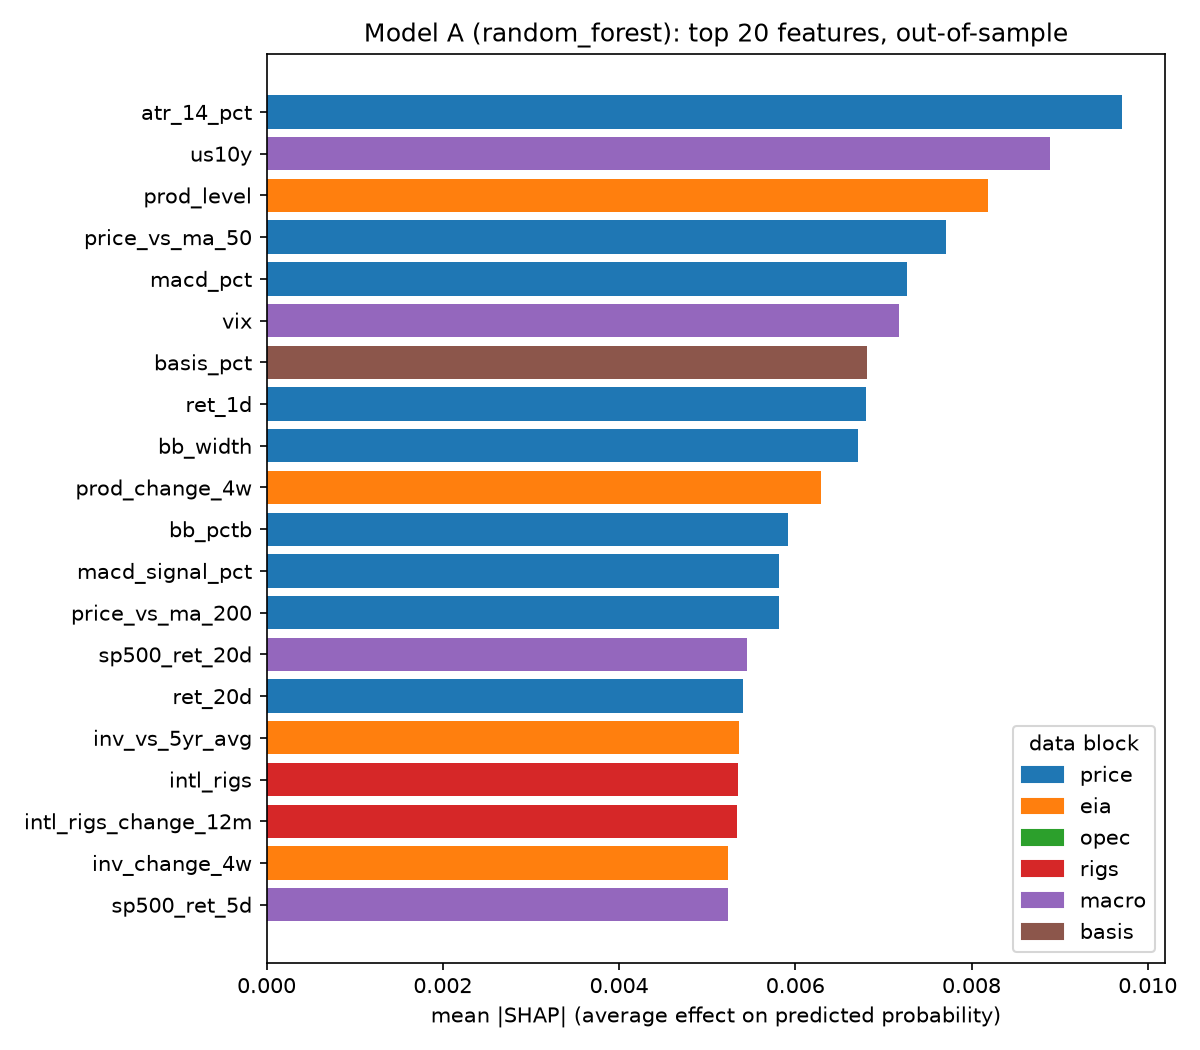 Model A (random_forest): top 20 features, out-of-sample
atr_14_pct
us10y
prod_level
price_vs_ma_50
macd_pct
vix
basis_pct
ret_1d
bb_width
prod_change_4w
bb_pctb
macd_signal_pct
price_vs_ma_200
sp500_ret_20d
ret_20d
inv_vs_5yr_avg
intl_rigs
intl_rigs_change_12m
inv_change_4w
sp500_ret_5d
data block
price
eia
opec
rigs
macro
basis
0.000 0.002 0.004 0.006 0.008 0.010
mean |SHAP| (average effect on predicted probability)